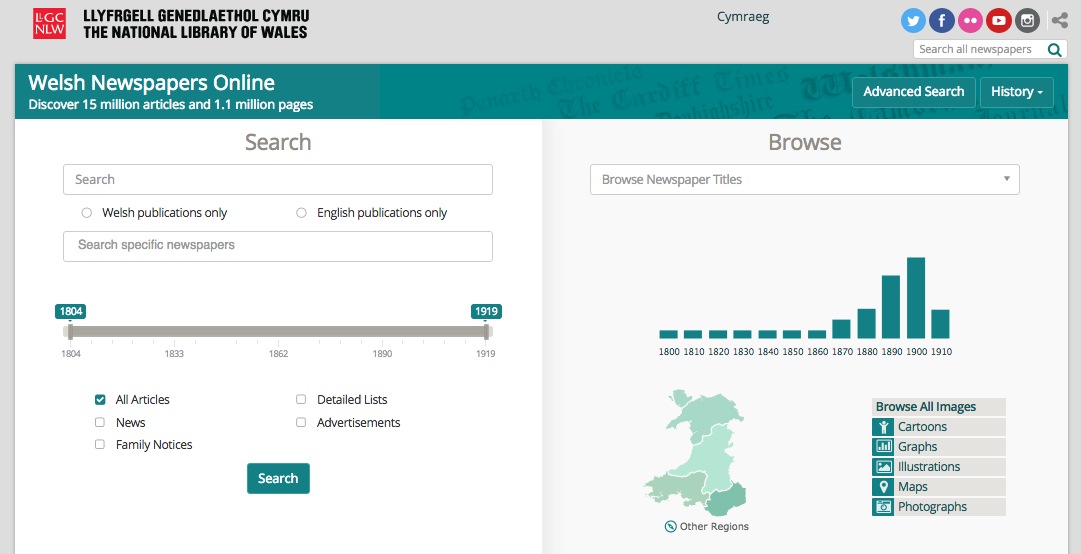 LLGC
NLW
LLYFRGELL GENEDLAETHOL CYMRU
THE NATIONAL LIBRARY OF WALES
Cymraeg
Search all newspapers
Welsh Newspapers Online
Discover 15 million articles and 1.1 million pages
Penarth Chronicle
The Cardiff Times
Denbighshire
Advanced Search
History
Search
Search
Welsh publications only
English publications only
Search specific newspapers
1804
1919
1804
1833
1862
1890
1919
All Articles
Detailed Lists
News
Advertisements
Family Notices
Search
Browse
Browse Newspaper Titles
1800 1810 1820 1830 1840 1850 1860 1870 1880 1890 1900 1910
Other Regions
Browse All Images
Cartoons
Graphs
Illustrations
Maps
Photographs